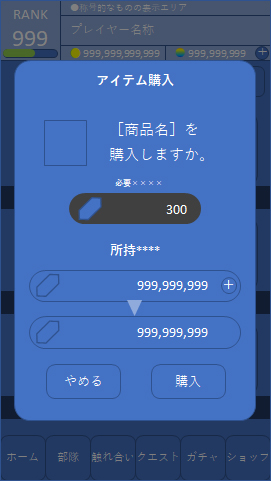 RANK
999
●称号的なものの表示エリア
プレイヤー名称
999,999,999,999
999,999,999
アイテム購入
［商品名］を
購入しますか。
必要××××
300
所持****
999,999,999
999,999,999
やめる
購入
ホーム
部隊
触れ合い
クエスト
ガチャ
ショップ